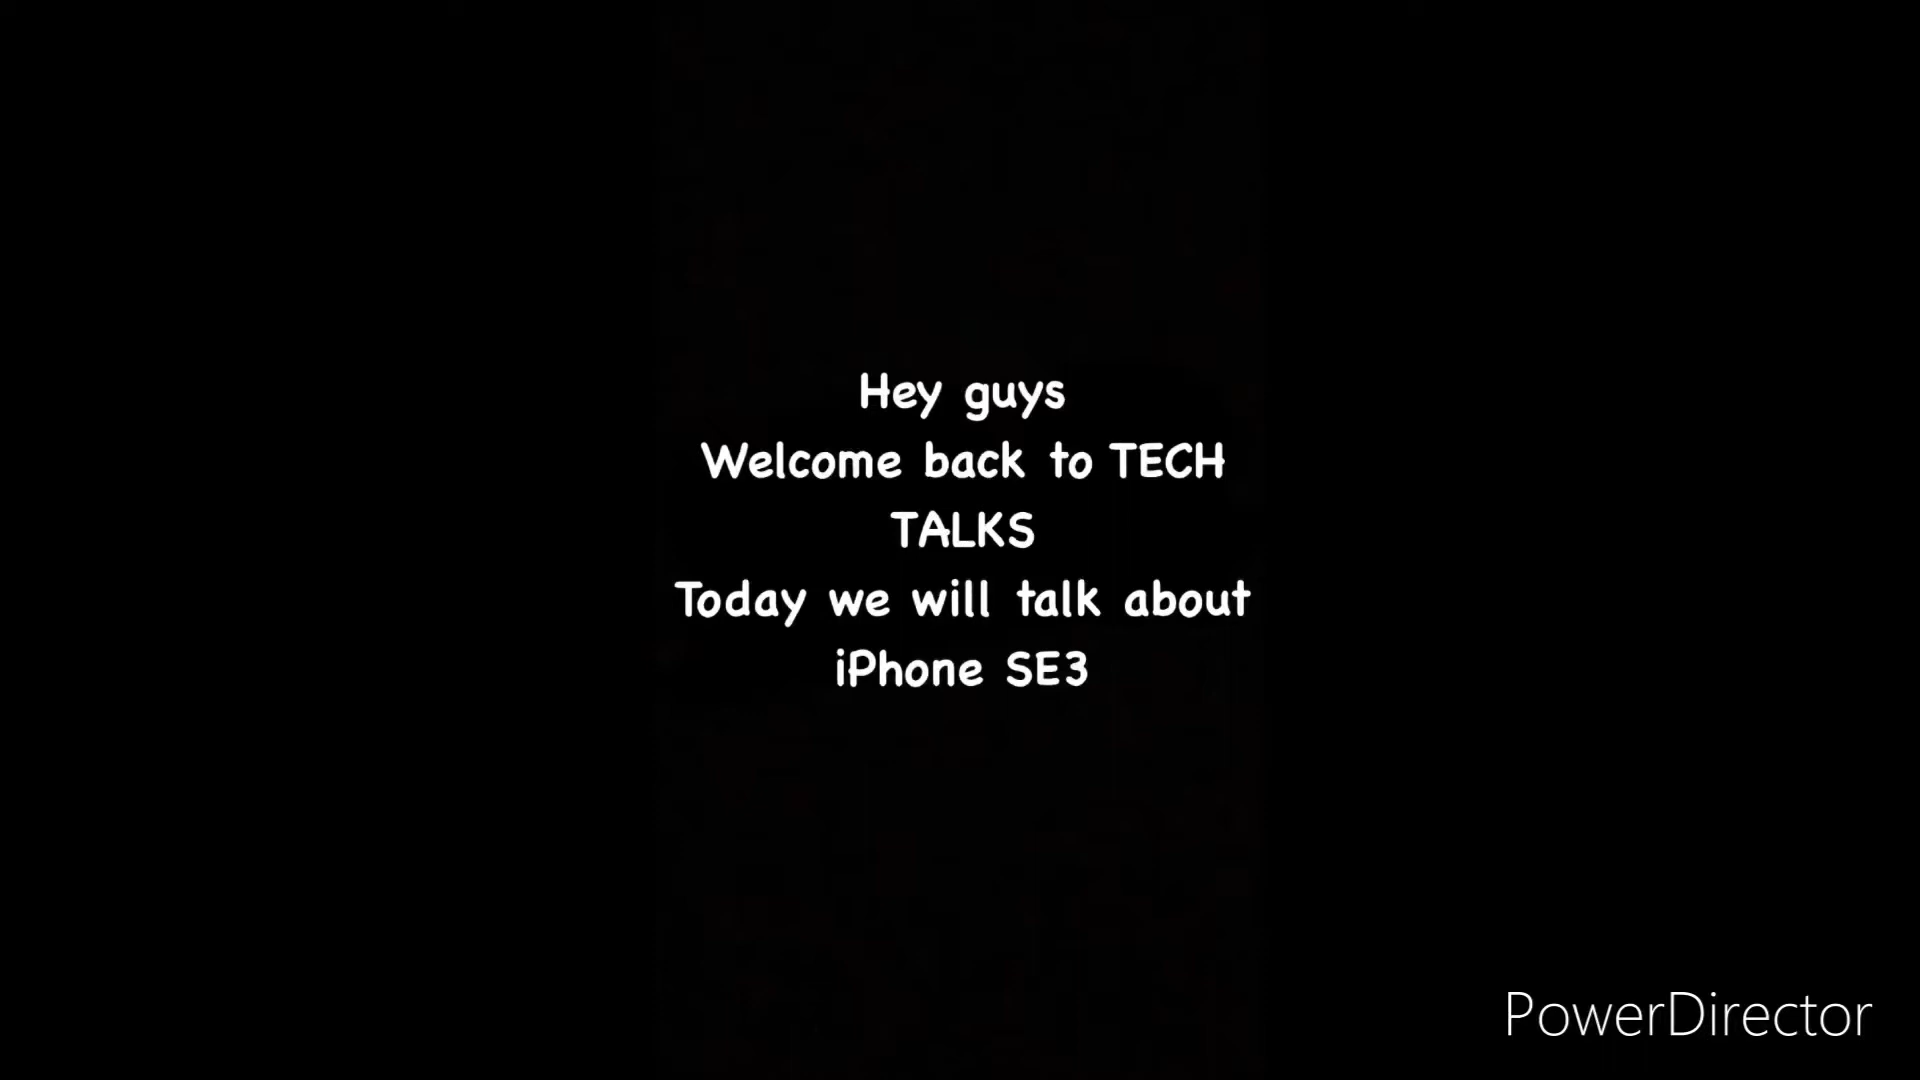 Hey guys
Welcome back to TECH
TALKS
Today we will talk about
iPhone SE3
PowerDirector